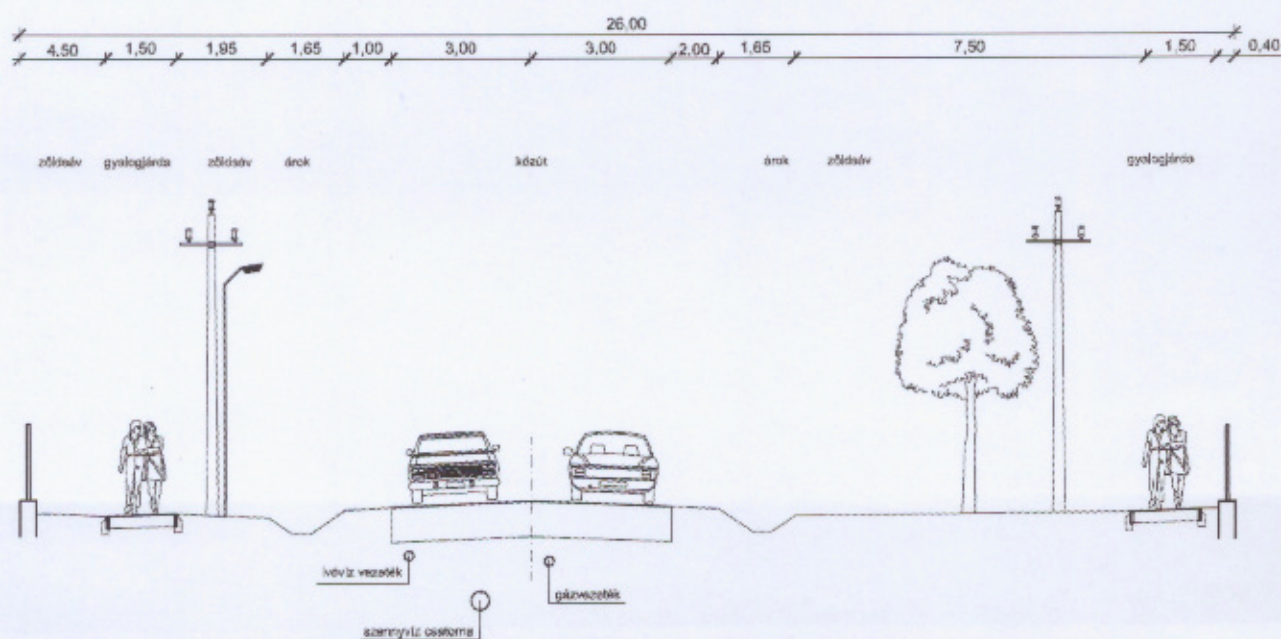 26,00
4,50 1,50 1,95 1,65 1,00 3,00 3,00 2,00 1,65 7,50 1,50 0,40
zöldsáv gyalogjárda zöldsáv árok közút árok zöldsáv gyalogjárda
ivóvíz vezeték
gázvezeték
szennyvíz csatorna